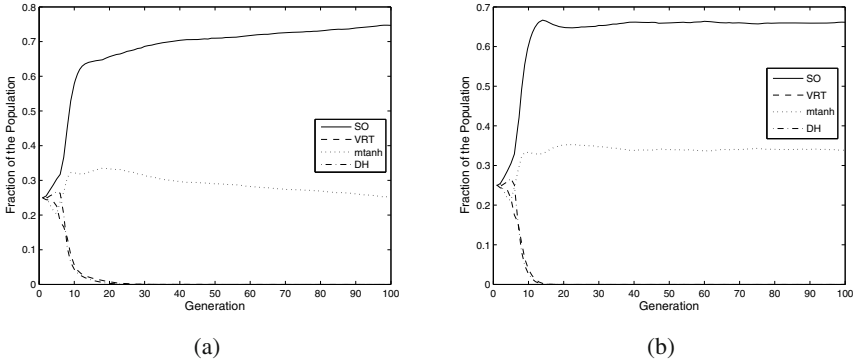 0.8
0.7
0.6
0.5
0.4
0.3
0.2
0.1
0
Fraction of the Population
0 10 20 30 40 50 60 70 80 90 100
Generation
SO
VRT
mtanh
DH
(a)
0.7
0.6
0.5
0.4
0.3
0.2
0.1
0
Fraction of the Population
0 10 20 30 40 50 60 70 80 90 100
Generation
SO
VRT
mtanh
DH
(b)